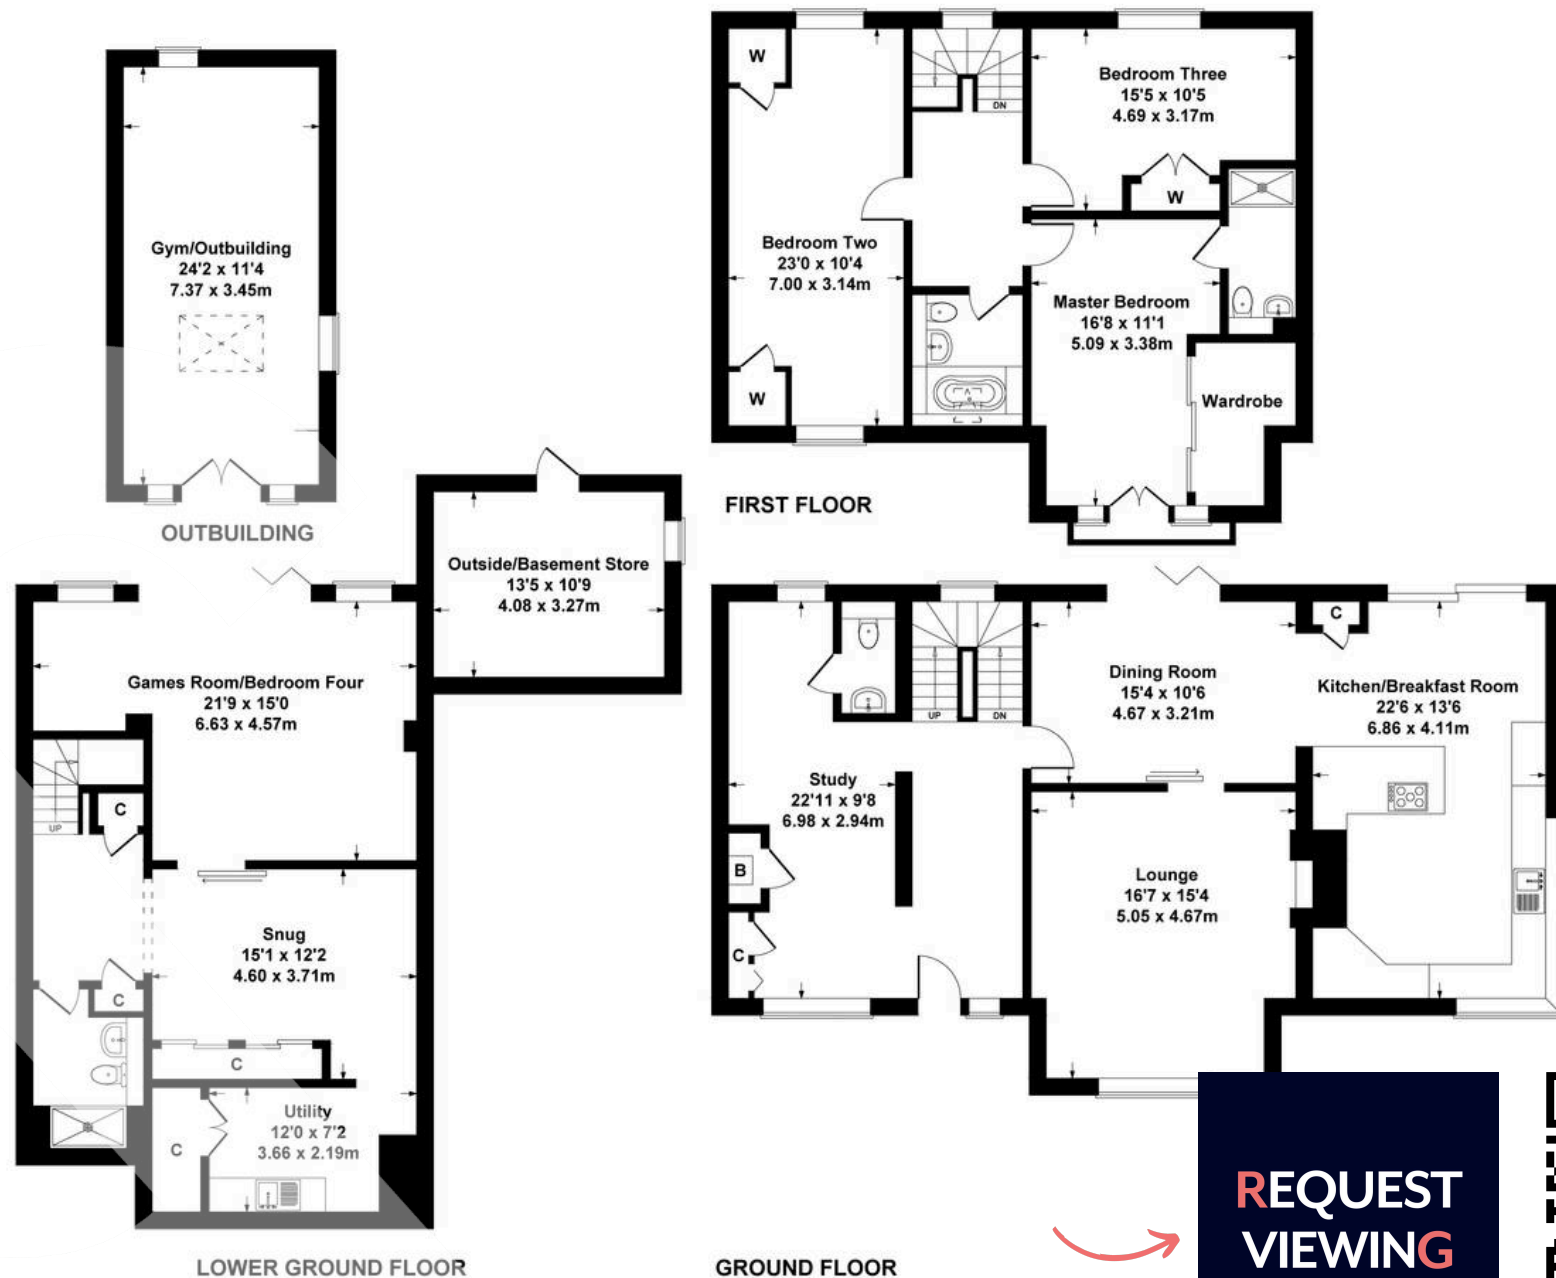 Gym/Outbuilding
24'2 x 11'4
7.37 x 3.45m
OUTBUILDING
W
W
Bedroom Two
23'0 x 10'4
7.00 x 3.14m
DN
Bedroom Three
15'5 x 10'5
4.69 x 3.17m
W
Master Bedroom
16'8 x 11'1
5.09 x 3.38m
Wardrobe
FIRST FLOOR
Outside/Basement Store
13'5 x 10'9
4.08 x 3.27m
Games Room/Bedroom Four
21'9 x 15'0
6.63 x 4.57m
UP
C
Snug
15'1 x 12'2
4.60 x 3.71m
C
C
Utility
12'0 x 7'2
3.66 x 2.19m
C
LOWER GROUND FLOOR
UP
DN
Study
22'11 x 9'8
6.98 x 2.94m
B
C
Dining Room
15'4 x 10'6
4.67 x 3.21m
C
Kitchen/Breakfast Room
22'6 x 13'6
6.86 x 4.11m
Lounge
16'7 x 15'4
5.05 x 4.67m
GROUND FLOOR
REQUEST
VIEWING